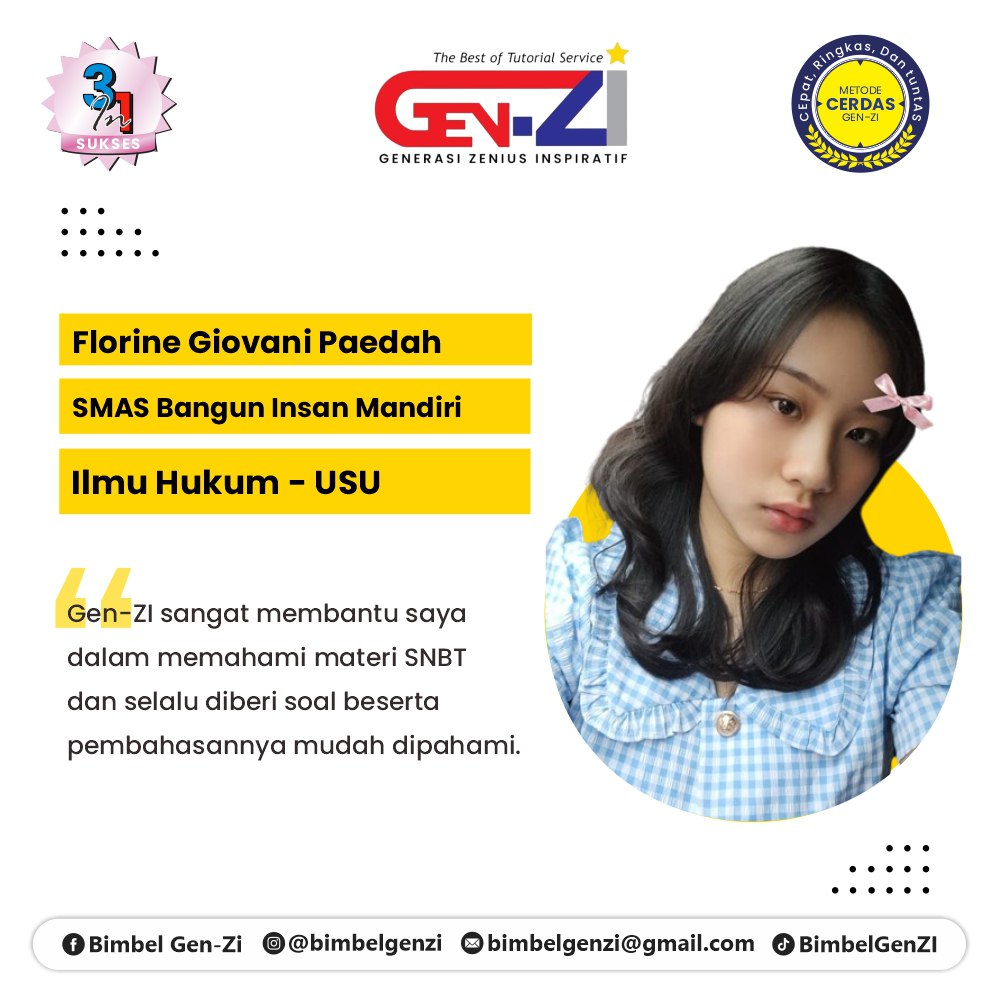 3 in 1
SUKSES
The Best of Tutorial Service
GEN-ZI
GENERASI ZENIUS INSPIRATIF
CEpat, Ringkas, Dan tuntAS
METODE
CERDAS
GEN-ZI
Florine Giovani Paedah
SMAS Bangun Insan Mandiri
Ilmu Hukum - USU
“
Gen-ZI sangat membantu saya
dalam memahami materi SNBT
dan selalu diberi soal beserta
pembahasannya mudah dipahami.
Bimbel Gen-Zi @bimbelgenzi bimbelgenzi@gmail.com BimbelGenZI